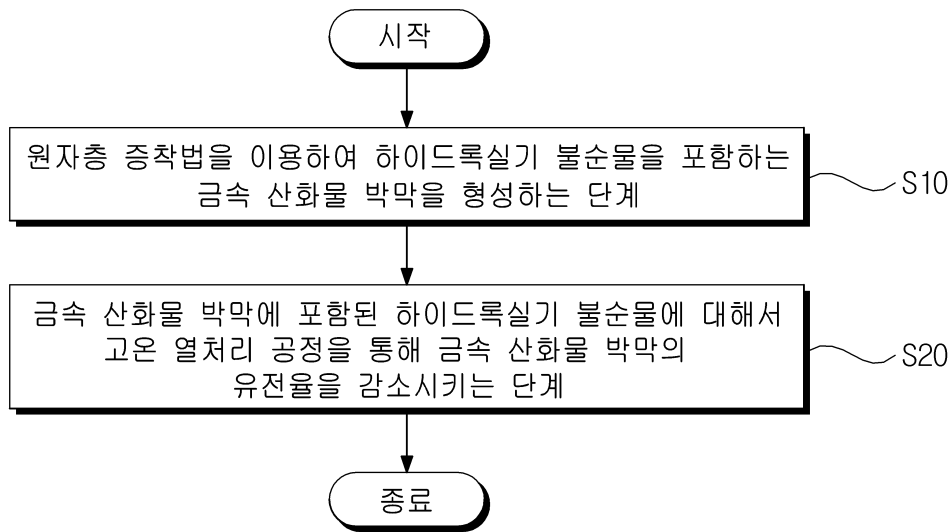 시작
원자층 증착법을 이용하여 하이드록실기 불순물을 포함하는
금속 산화물 박막을 형성하는 단계
S10
금속 산화물 박막에 포함된 하이드록실기 불순물에 대해서
고온 열처리 공정을 통해 금속 산화물 박막의
유전율을 감소시키는 단계
S20
종료